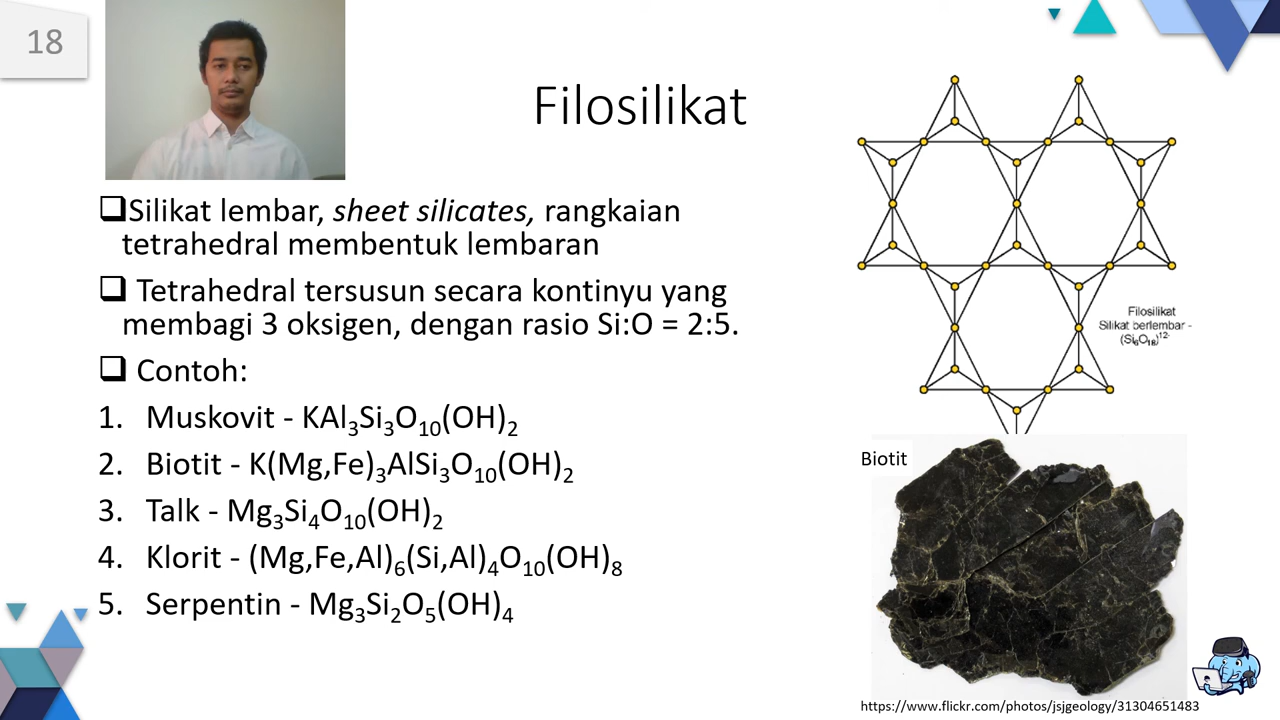 18
Filosilikat
❑Silikat lembar, sheet silicates, rangkaian
tetrahedral membentuk lembaran
❑ Tetrahedral tersusun secara kontinyu yang
membagi 3 oksigen, dengan rasio Si:O = 2:5.
❑ Contoh:
1. Muskovit - KAl₃Si₃O₁₀(OH)₂
2. Biotit - K(Mg,Fe)₃AlSi₃O₁₀(OH)₂
3. Talk - Mg₃Si₄O₁₀(OH)₂
4. Klorit - (Mg,Fe,Al)₆(Si,Al)₄O₁₀(OH)₈
5. Serpentin - Mg₃Si₂O₅(OH)₄
Filosilikat
Silikat berlembar -
(Si₆O₁₈)¹²⁻
Biotit
https://www.flickr.com/photos/jsjgeology/31304651483